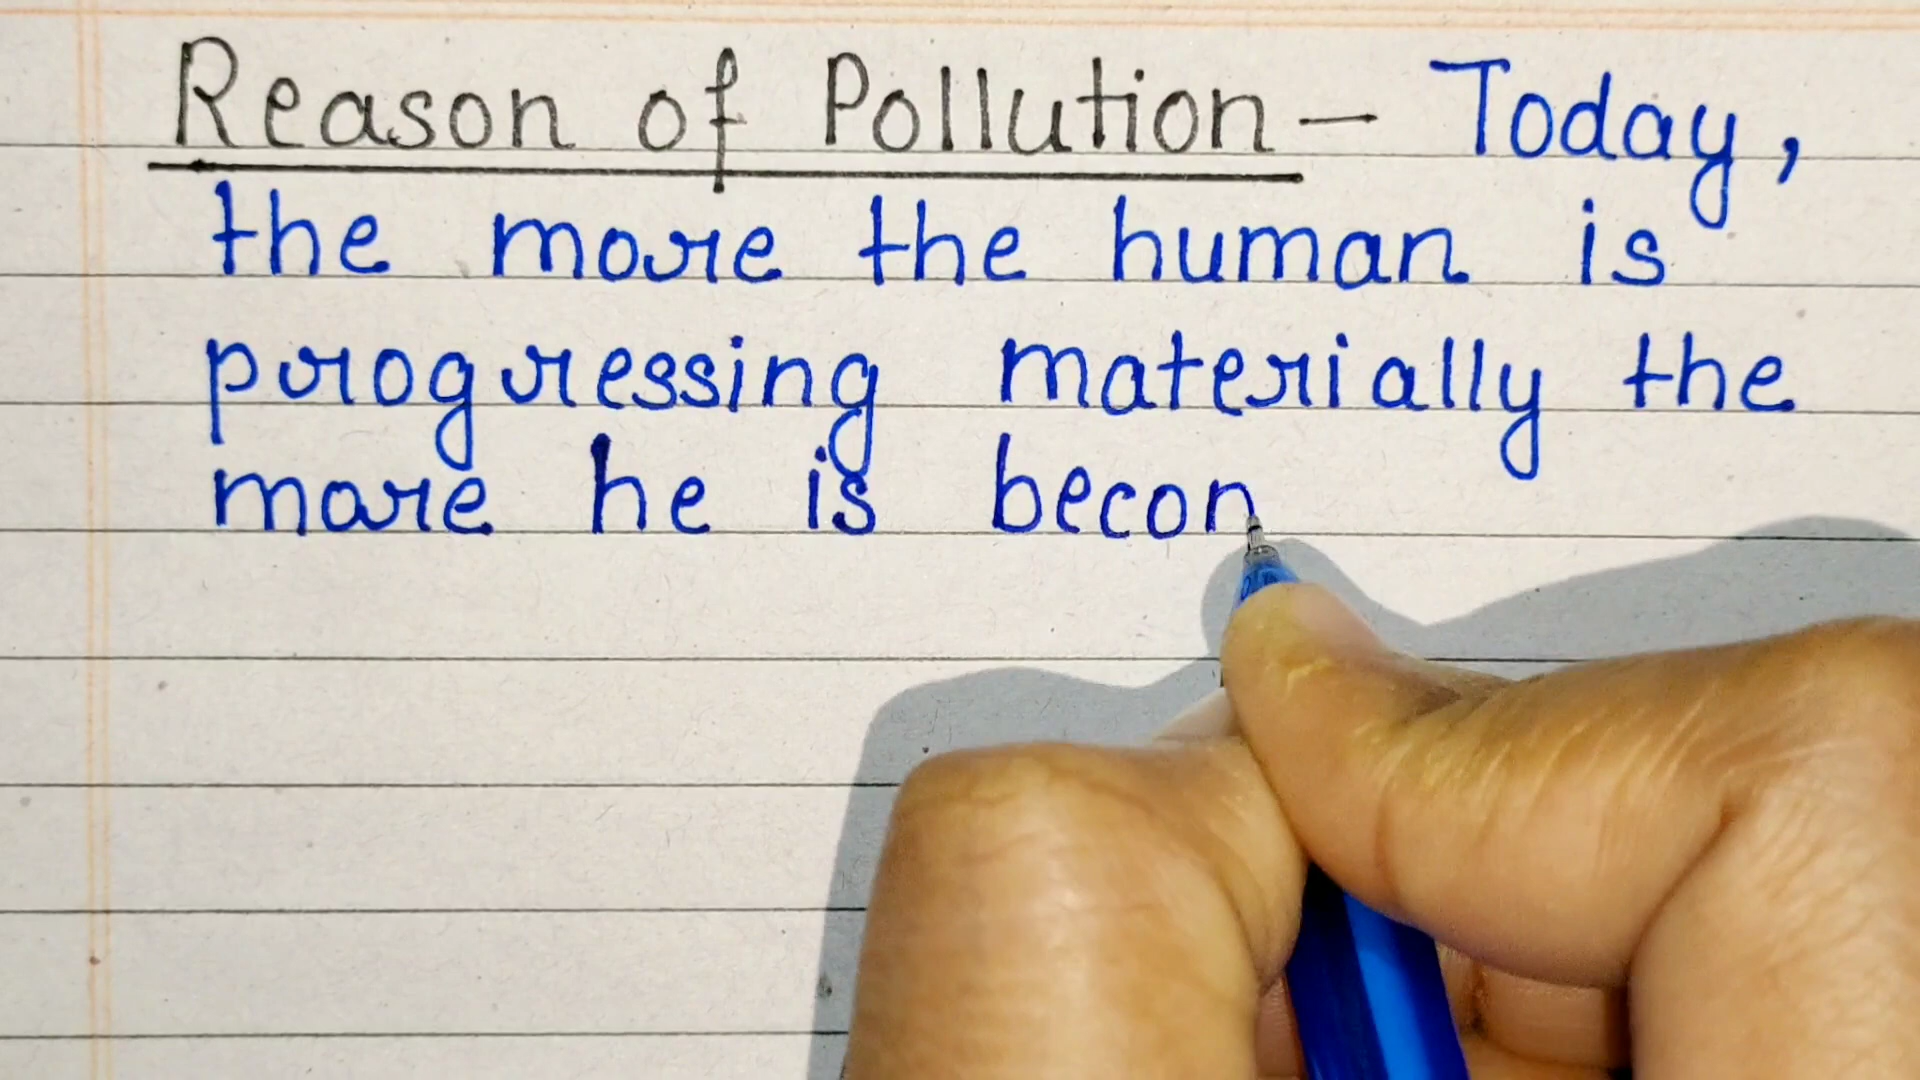 Reason of Pollution – Today,
the more the human is
progressing materially the
more he is becon